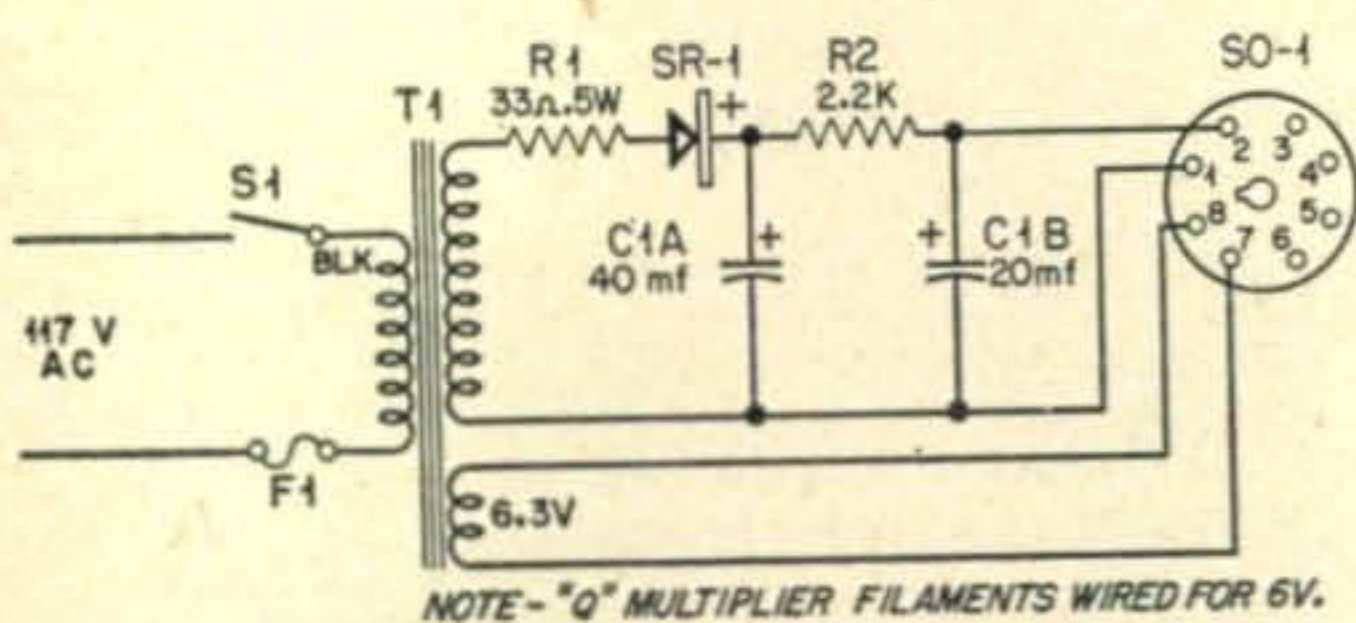 SO-1
R1
SR-1
R2
33Ω.5W
+
2.2K
T1
2
3
1
4
S1
8
5
7
6
BLK.
C1A
+
+
C1B
40 mf
20mf
117 V
AC
F1
6.3V
NOTE-"Q" MULTIPLIER FILAMENTS WIRED FOR 6V.